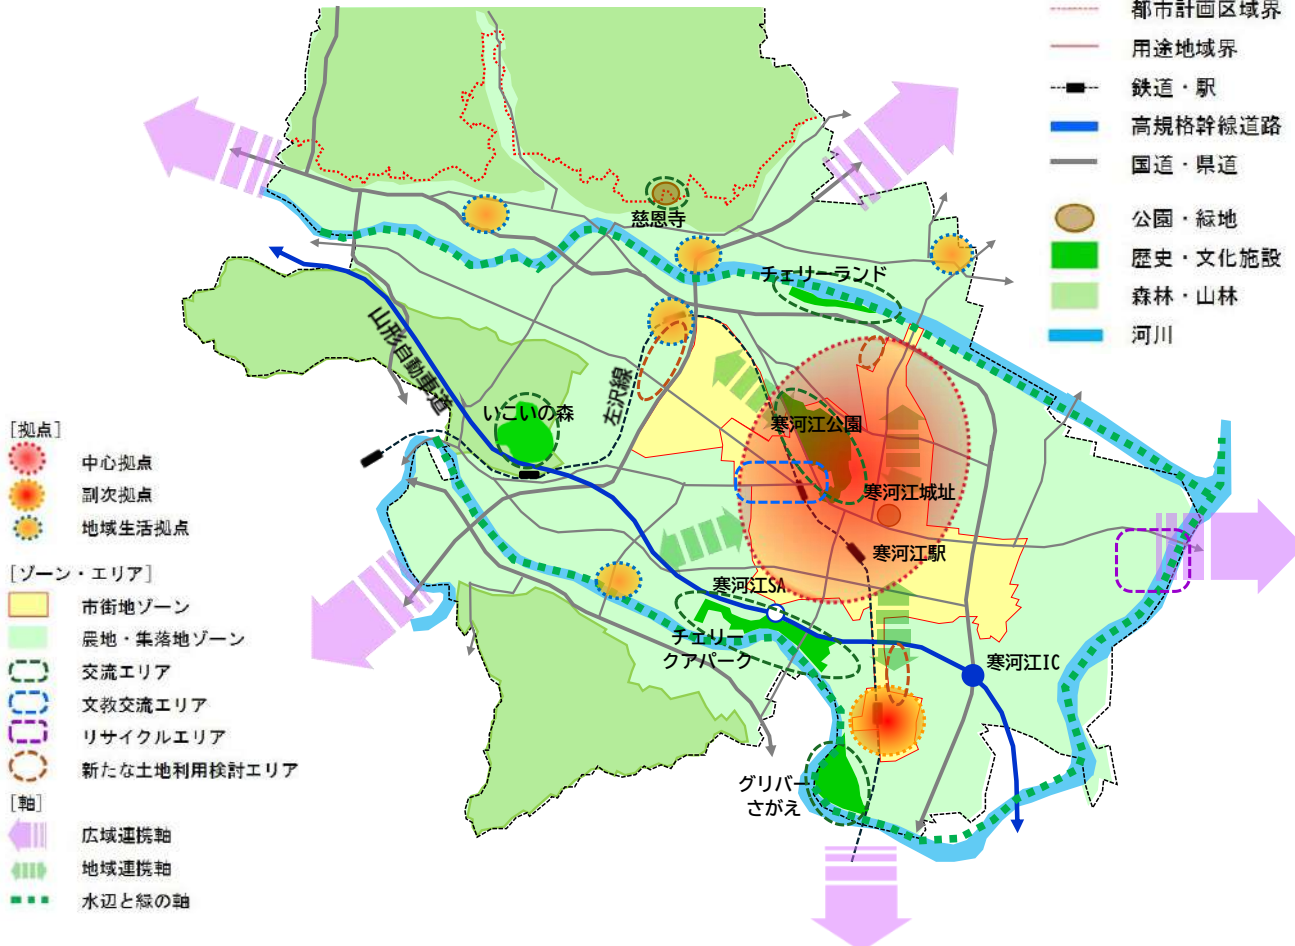 都市計画区域界
用途地域界
鉄道・駅
高規格幹線道路
国道・県道
公園・緑地
歴史・文化施設
森林・山林
河川
慈恩寺
チェリーランド
山形自動車道
左沢線
いこいの森
寒河江公園
寒河江城址
寒河江駅
寒河江SA
チェリー
クアパーク
寒河江IC
グリバー
さがえ
[拠点]
中心拠点
副次拠点
地域生活拠点
[ゾーン・エリア]
市街地ゾーン
農地・集落地ゾーン
交流エリア
文教交流エリア
リサイクルエリア
新たな土地利用検討エリア
[軸]
広域連携軸
地域連携軸
水辺と緑の軸